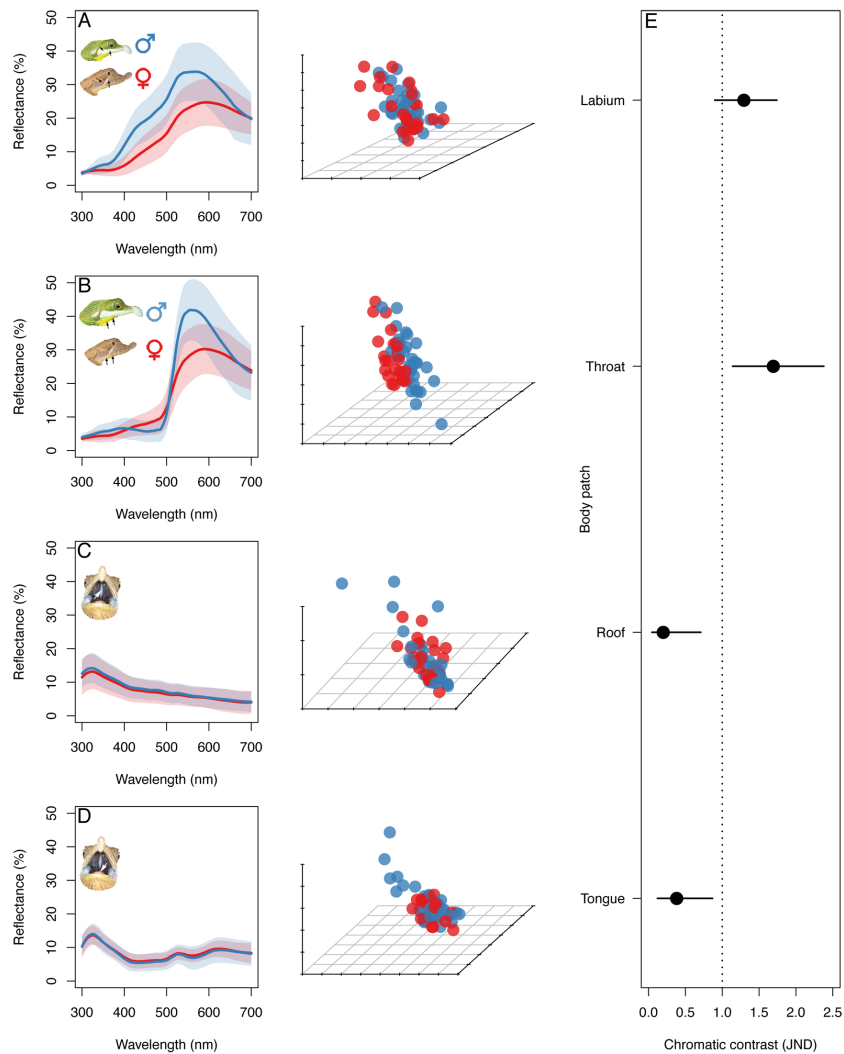 A
Reflectance (%)
50
40
30
20
10
0
♂
♀
300 400 500 600 700
Wavelength (nm)
B
Reflectance (%)
50
40
30
20
10
0
♂
♀
300 400 500 600 700
Wavelength (nm)
C
Reflectance (%)
50
40
30
20
10
0
300 400 500 600 700
Wavelength (nm)
D
Reflectance (%)
50
40
30
20
10
0
300 400 500 600 700
Wavelength (nm)
E
Body patch
Labium
Throat
Roof
Tongue
0.0 0.5 1.0 1.5 2.0 2.5
Chromatic contrast (JND)